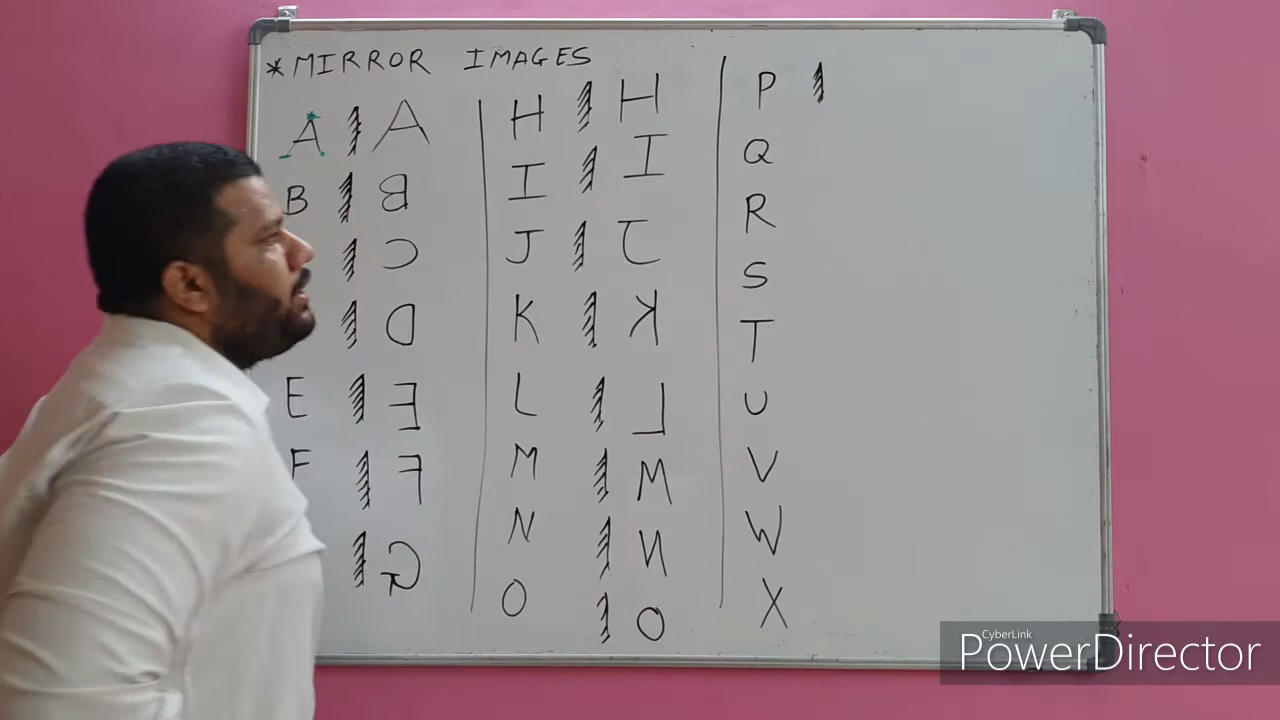 *MIRROR IMAGES
A A
B B
C
D
E E
F F
G
H H
I I
J J
K K
L L
M M
N N
O O
P
Q
R
S
T
U
V
W
X
CyberLink
PowerDirector